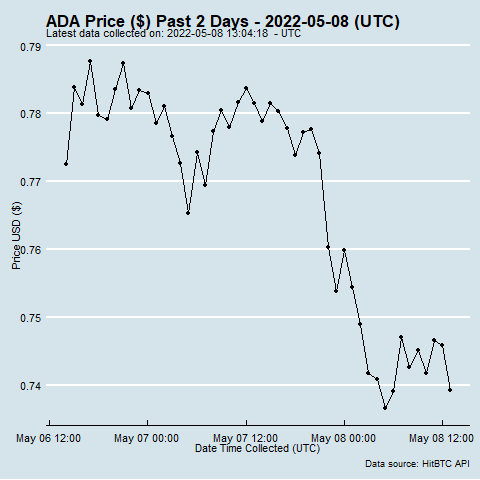 ADA Price ($) Past 2 Days - 2022-05-08 (UTC)
Latest data collected on: 2022-05-08 13:04:18 - UTC
0.79
0.78
0.77
0.76
0.75
0.74
Price USD ($)
May 06 12:00 May 07 00:00 May 07 12:00 May 08 00:00 May 08 12:00
Date Time Collected (UTC)
Data source: HitBTC API